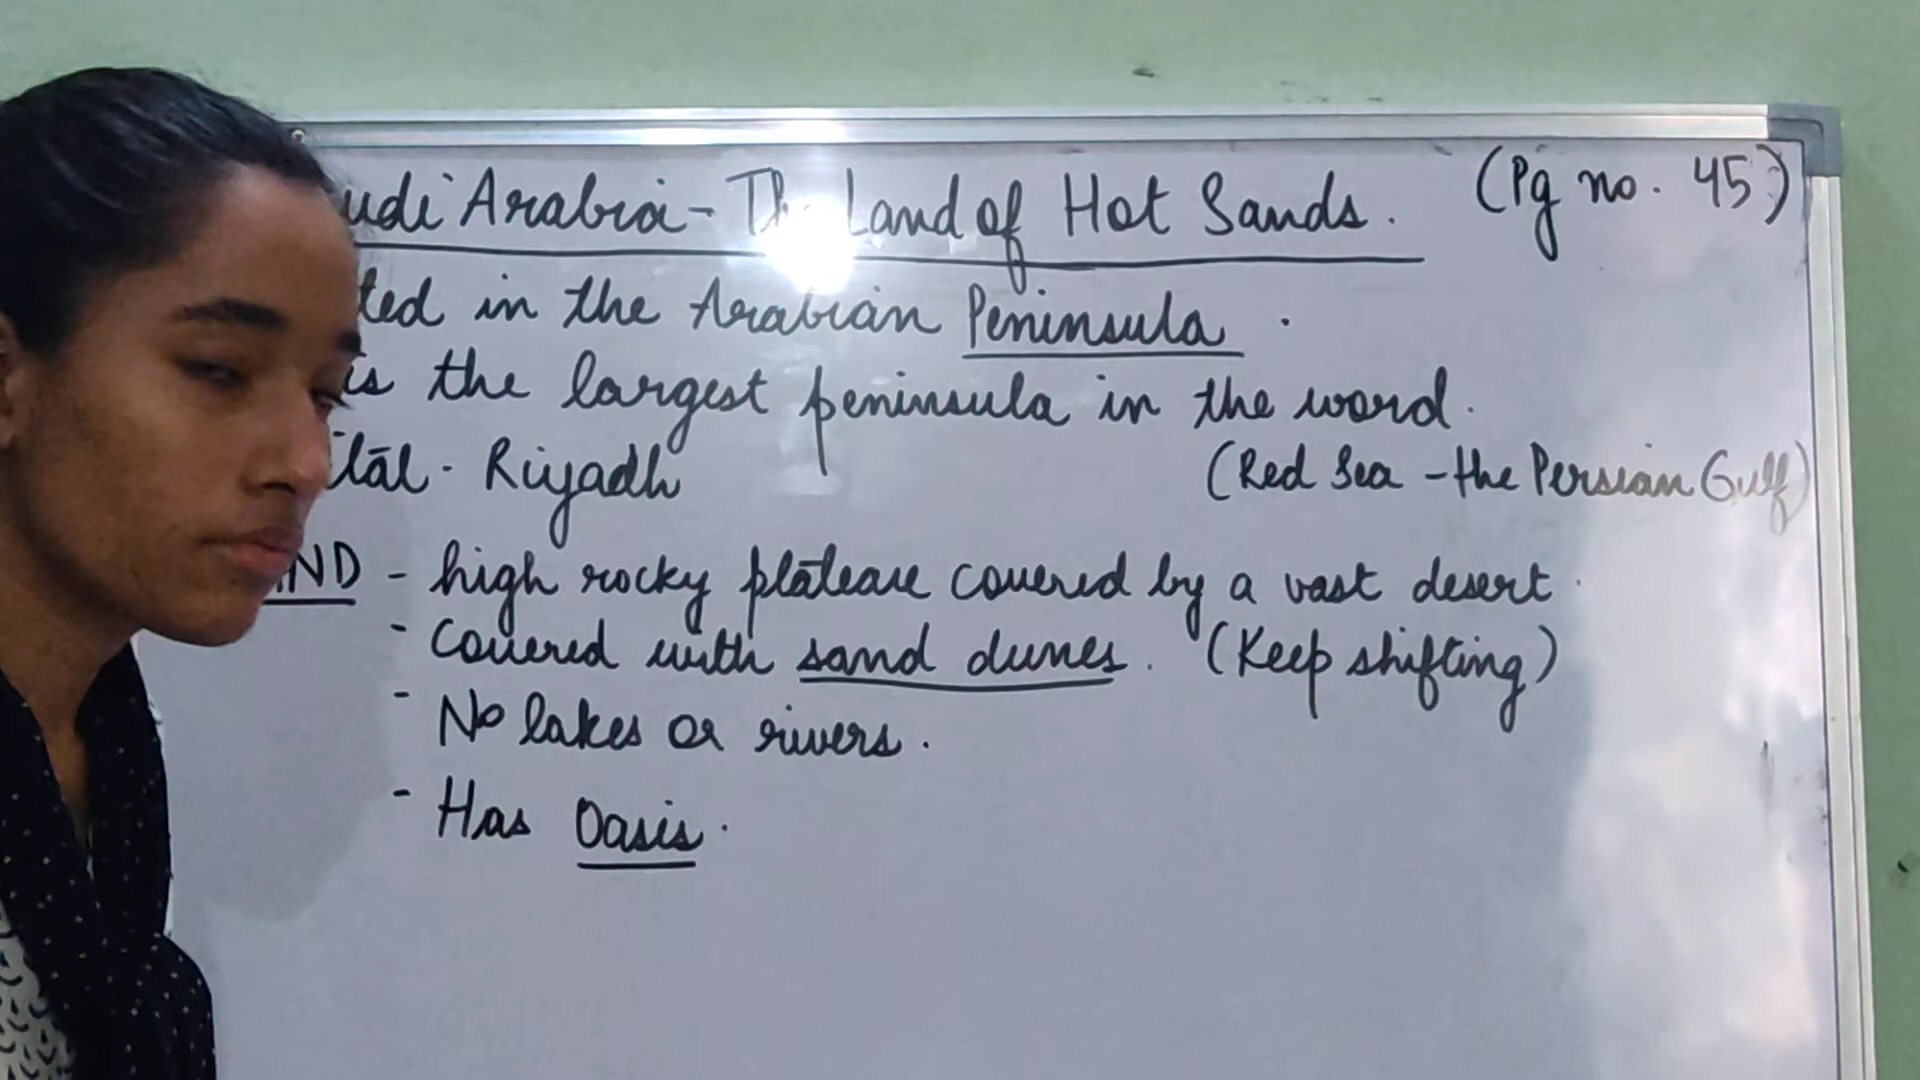 udi Arabia - The Land of Hot Sands. (Pg no. 45)
ted in the Arabian Peninsula.
is the largest peninsula in the word.
ital - Riyadh (Red Sea - the Persian Gulf)
AND - high rocky plateau covered by a vast desert.
- Covered with sand dunes. (Keep shifting)
- No lakes or rivers.
- Has Oasis.